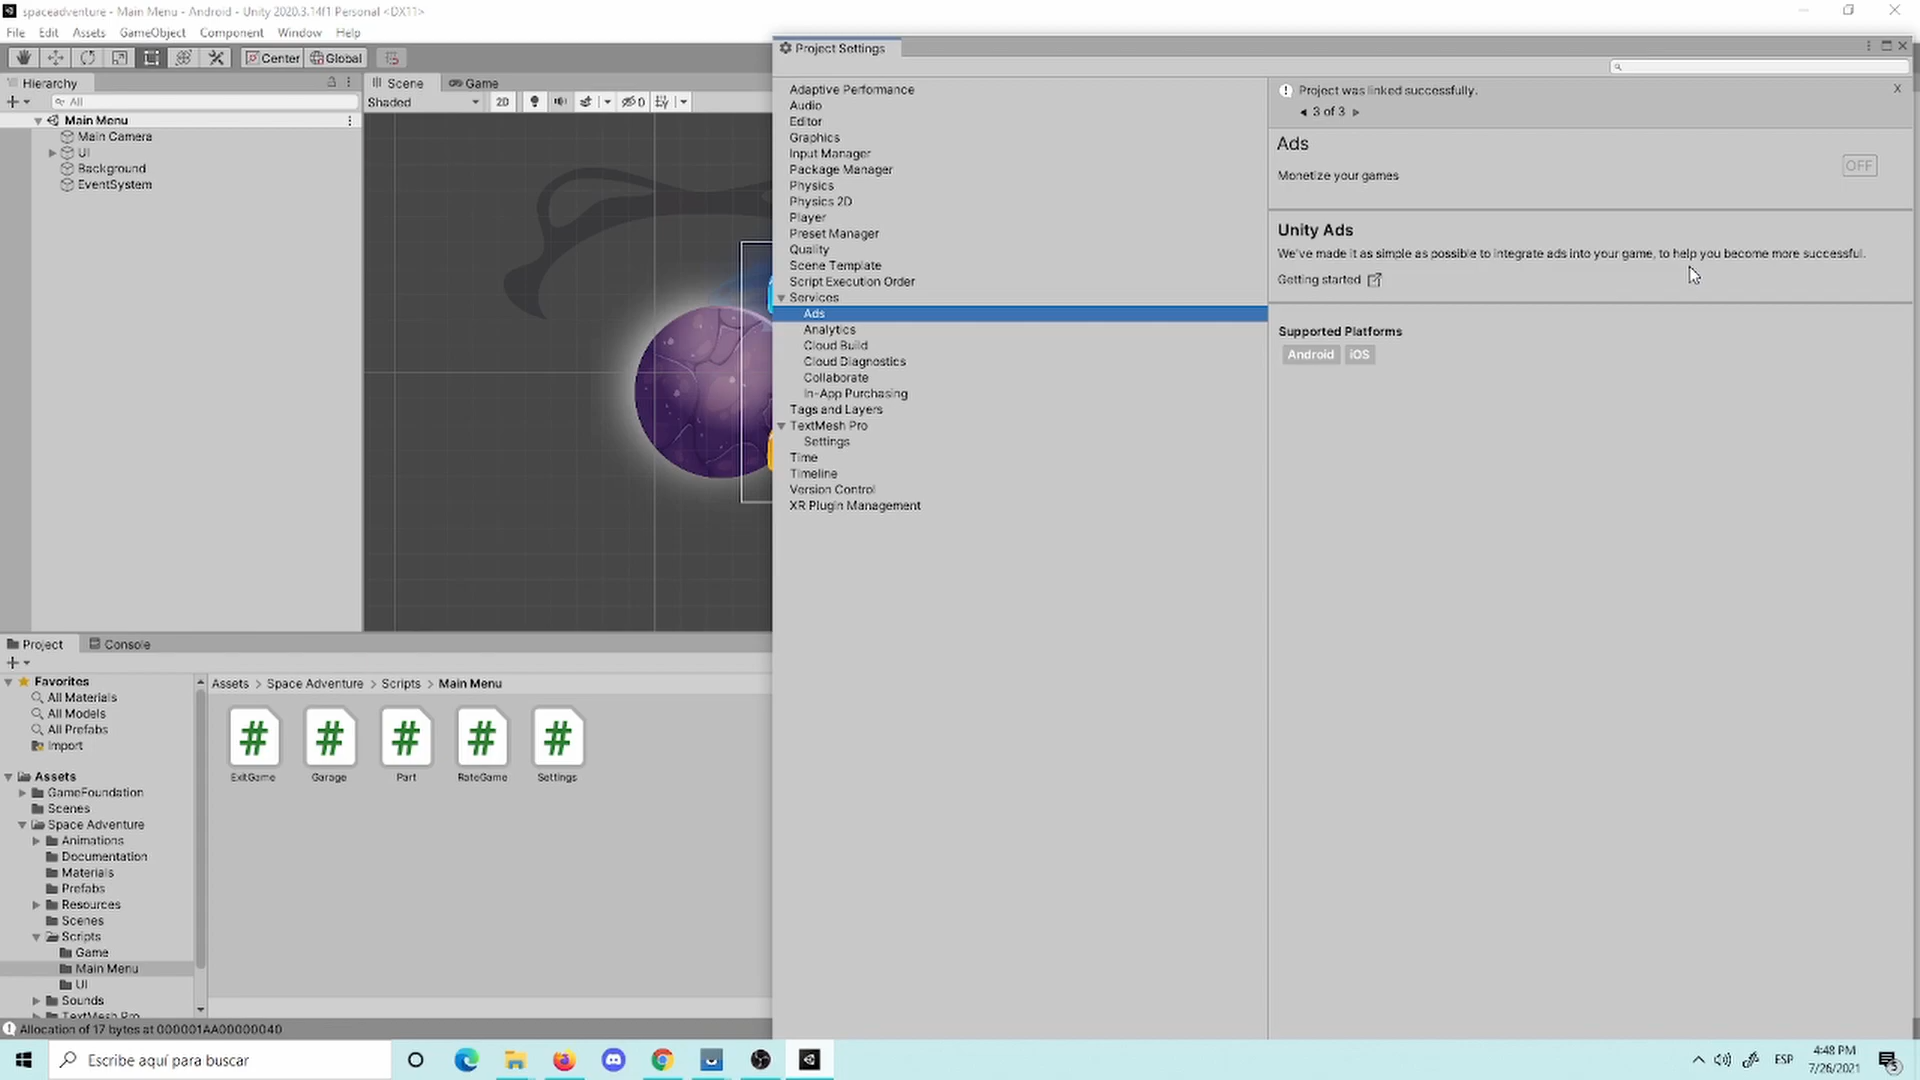 spaceadventure - Main Menu - Android - Unity 2020.3.14f1 Personal <DX11>
File Edit Assets GameObject Component Window Help
Center Global
Hierarchy
All
Main Menu
Main Camera
UI
Background
EventSystem
Scene Game
Shaded 2D 0
Project Settings
Adaptive Performance
Audio
Editor
Graphics
Input Manager
Package Manager
Physics
Physics 2D
Player
Preset Manager
Quality
Scene Template
Script Execution Order
Services
Ads
Analytics
Cloud Build
Cloud Diagnostics
Collaborate
In-App Purchasing
Tags and Layers
TextMesh Pro
Settings
Time
Timeline
Version Control
XR Plugin Management
Project was linked successfully. X
3 of 3
Ads
OFF
Monetize your games
Unity Ads
We've made it as simple as possible to integrate ads into your game, to help you become more successful.
Getting started
Supported Platforms
Android iOS
Project Console
Favorites
All Materials
All Models
All Prefabs
Import
Assets
GameFoundation
Scenes
Space Adventure
Animations
Documentation
Materials
Prefabs
Resources
Scenes
Scripts
Game
Main Menu
UI
Sounds
TextMesh Pro
Assets > Space Adventure > Scripts > Main Menu
# # # # #
ExitGame Garage Part RateGame Settings
Allocation of 17 bytes at 000001AA00000040
Escribe aquí para buscar
ESP
4:48 PM
7/26/2021
5